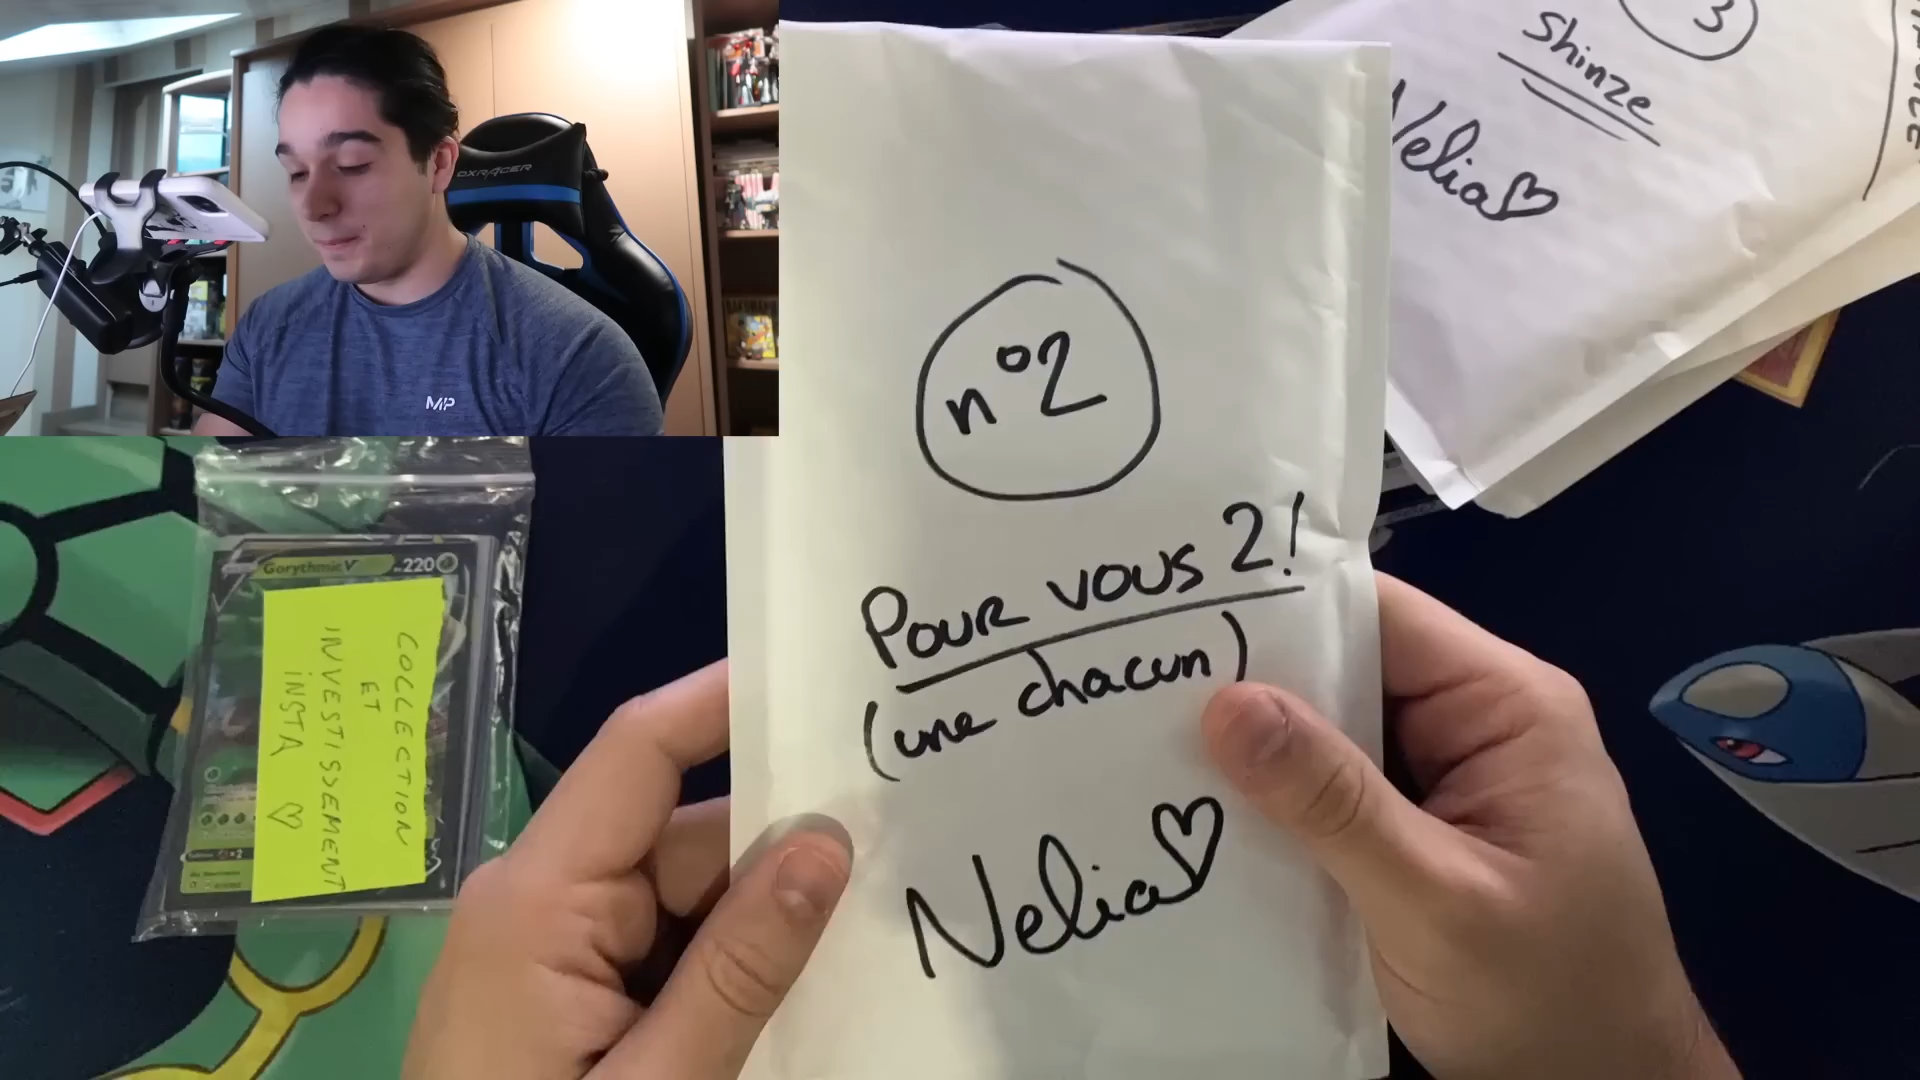 DXRACER
MP
n°2
Pour vous 2!
(une chacun)
Nelia♡
3
Shinze
Nelia♡
Gorythmic V
220
COLLECTION
ET
INVESTISSEMENT
INSTA ♡